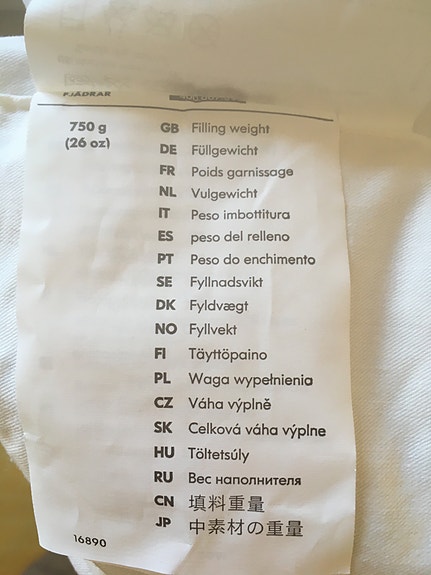 FJÄDRAR
750 g
(26 oz)
GB Filling weight
DE Füllgewicht
FR Poids garnissage
NL Vulgewicht
IT Peso imbottitura
ES peso del relleno
PT Peso do enchimento
SE Fyllnadsvikt
DK Fyldvægt
NO Fyllvekt
FI Täyttöpaino
PL Waga wypełnienia
CZ Váha výplně
SK Celková váha výplne
HU Töltetsúly
RU Вес наполнителя
CN 填料重量
JP 中素材の重量
16890